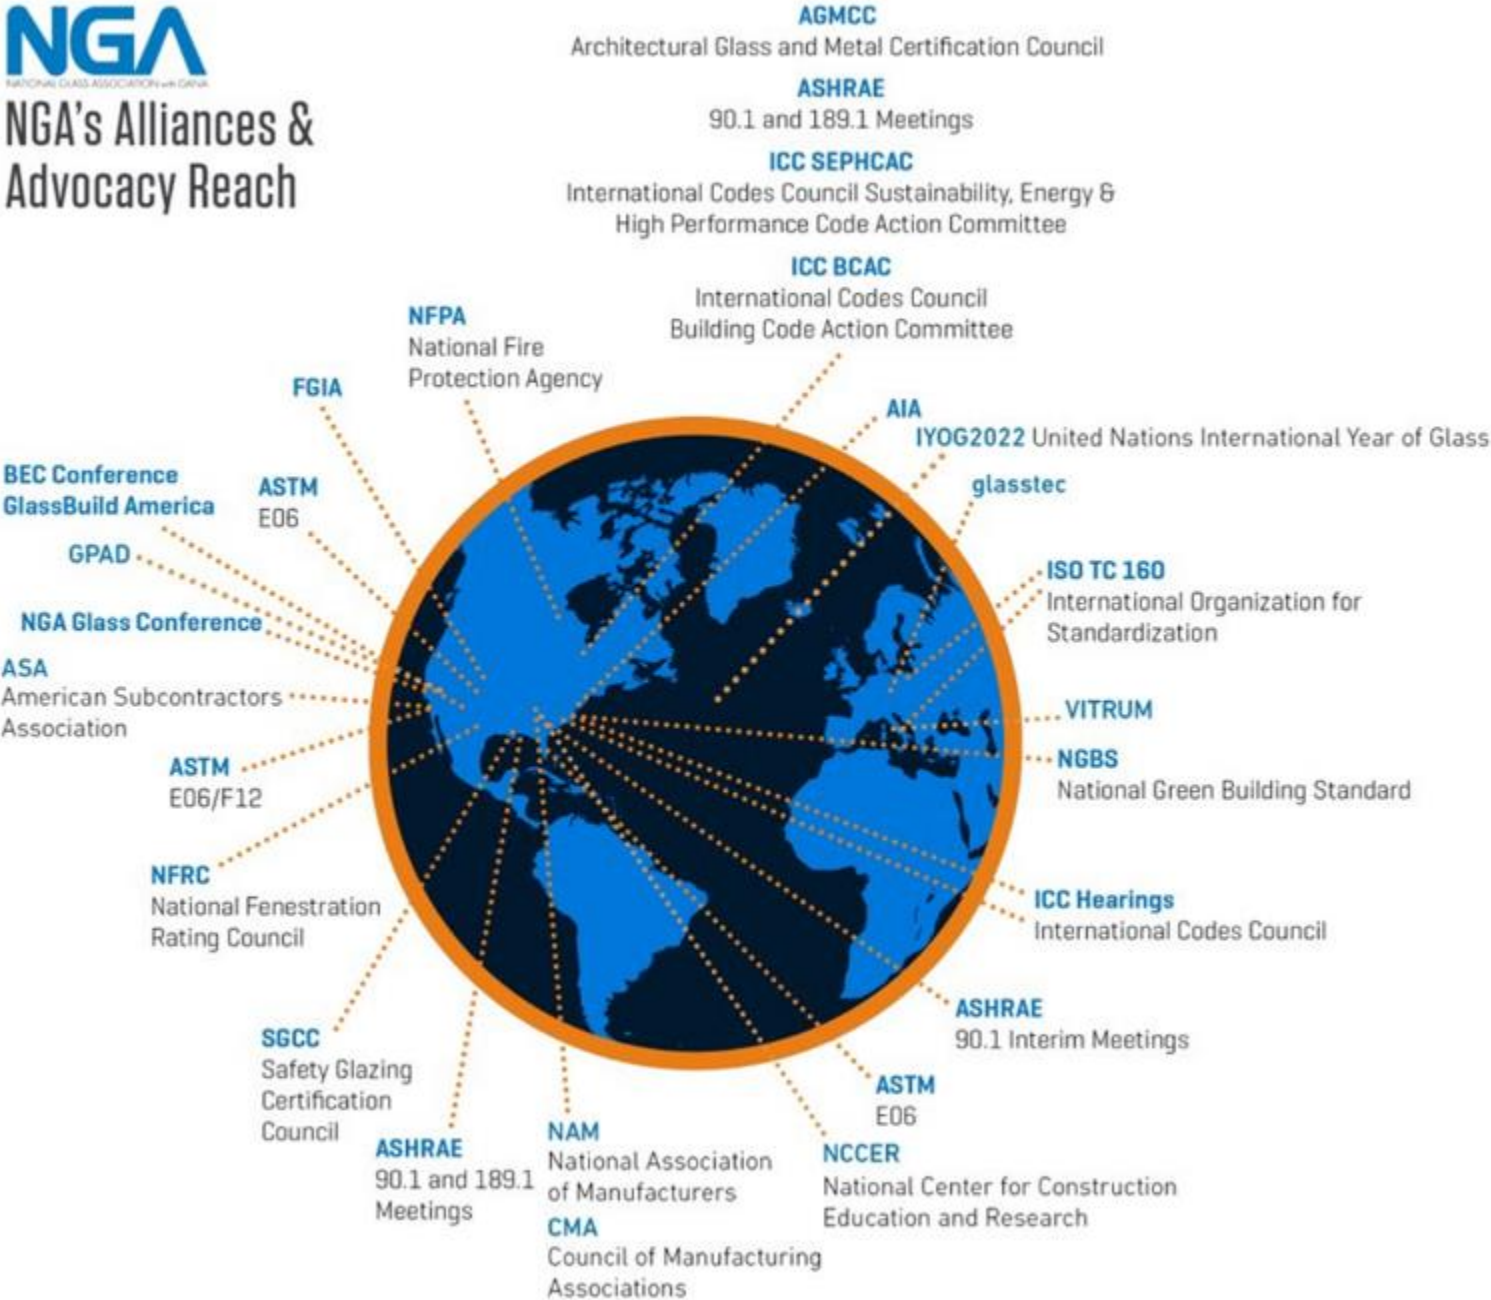 NGA
NATIONAL GLASS ASSOCIATION with GANA
NGA's Alliances &
Advocacy Reach
AGMCC
Architectural Glass and Metal Certification Council
ASHRAE
90.1 and 189.1 Meetings
ICC SEPHCAC
International Codes Council Sustainability, Energy &
High Performance Code Action Committee
ICC BCAC
International Codes Council
Building Code Action Committee
NFPA
National Fire
Protection Agency
FGIA
AIA
IYOG2022 United Nations International Year of Glass
glasstec
BEC Conference
GlassBuild America
ASTM
E06
GPAD
ISO TC 160
International Organization for
Standardization
NGA Glass Conference
ASA
American Subcontractors
Association
VITRUM
NGBS
National Green Building Standard
ASTM
E06/F12
NFRC
National Fenestration
Rating Council
ICC Hearings
International Codes Council
ASHRAE
90.1 Interim Meetings
SGCC
Safety Glazing
Certification
Council
ASTM
E06
ASHRAE
90.1 and 189.1
Meetings
NAM
National Association
of Manufacturers
CMA
Council of Manufacturing
Associations
NCCER
National Center for Construction
Education and Research